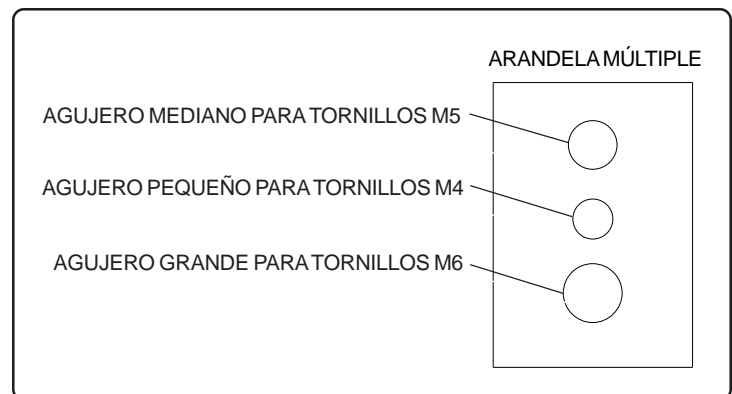 ARANDELA MÚLTIPLE
AGUJERO MEDIANO PARA TORNILLOS M5
AGUJERO PEQUEÑO PARA TORNILLOS M4
AGUJERO GRANDE PARA TORNILLOS M6